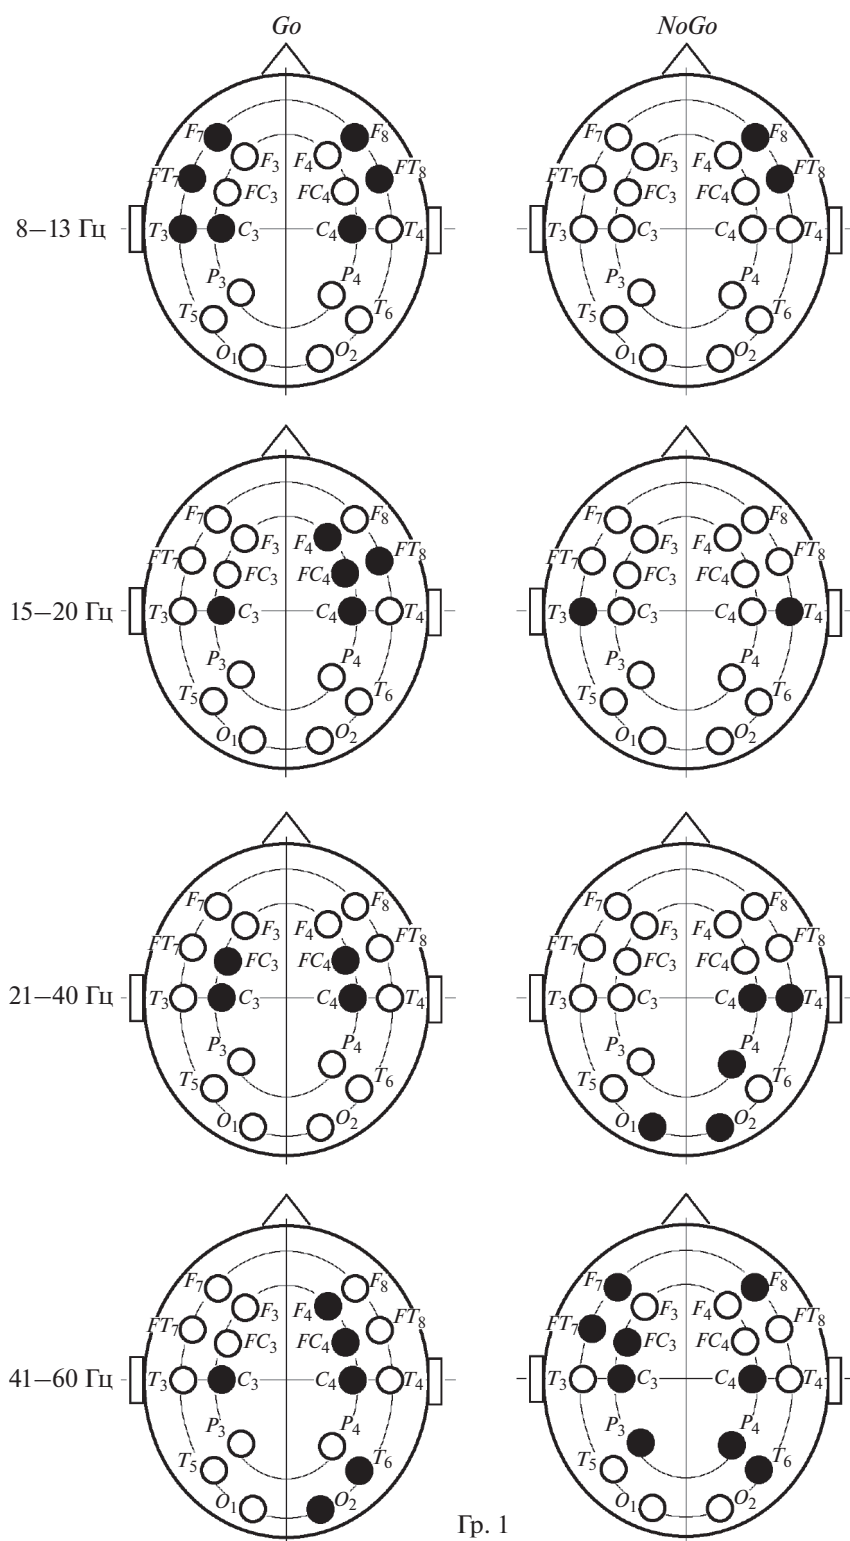 Go NoGo
F7 F8 F7 F8
F3 F4 F3 F4
FT7 FT8 FT7 FT8
FC3 FC4 FC3 FC4
8–13 Гц T3 C3 C4 T4 T3 C3 C4 T4
P3 P4 P3 P4
T5 T6 T5 T6
O1 O2 O1 O2
F7 F8 F7 F8
F3 F4 F3 F4
FT7 FT8 FT7 FT8
FC3 FC4 FC3 FC4
15–20 Гц T3 C3 C4 T4 T3 C3 C4 T4
P3 P4 P3 P4
T5 T6 T5 T6
O1 O2 O1 O2
F7 F8 F7 F8
F3 F4 F3 F4
FT7 FT8 FT7 FT8
FC3 FC4 FC3 FC4
21–40 Гц T3 C3 C4 T4 T3 C3 C4 T4
P3 P4 P3 P4
T5 T6 T5 T6
O1 O2 O1 O2
F7 F8 F7 F8
F3 F4 F3 F4
FT7 FT8 FT7 FT8
FC3 FC4 FC3 FC4
41–60 Гц T3 C3 C4 T4 T3 C3 C4 T4
P3 P4 P3 P4
T5 T6 T5 T6
O1 O2 O1 O2
Гр. 1